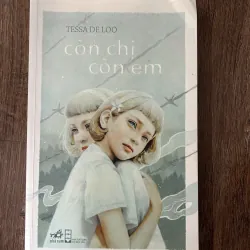 TESSA DE LOO
còn chị
còn em